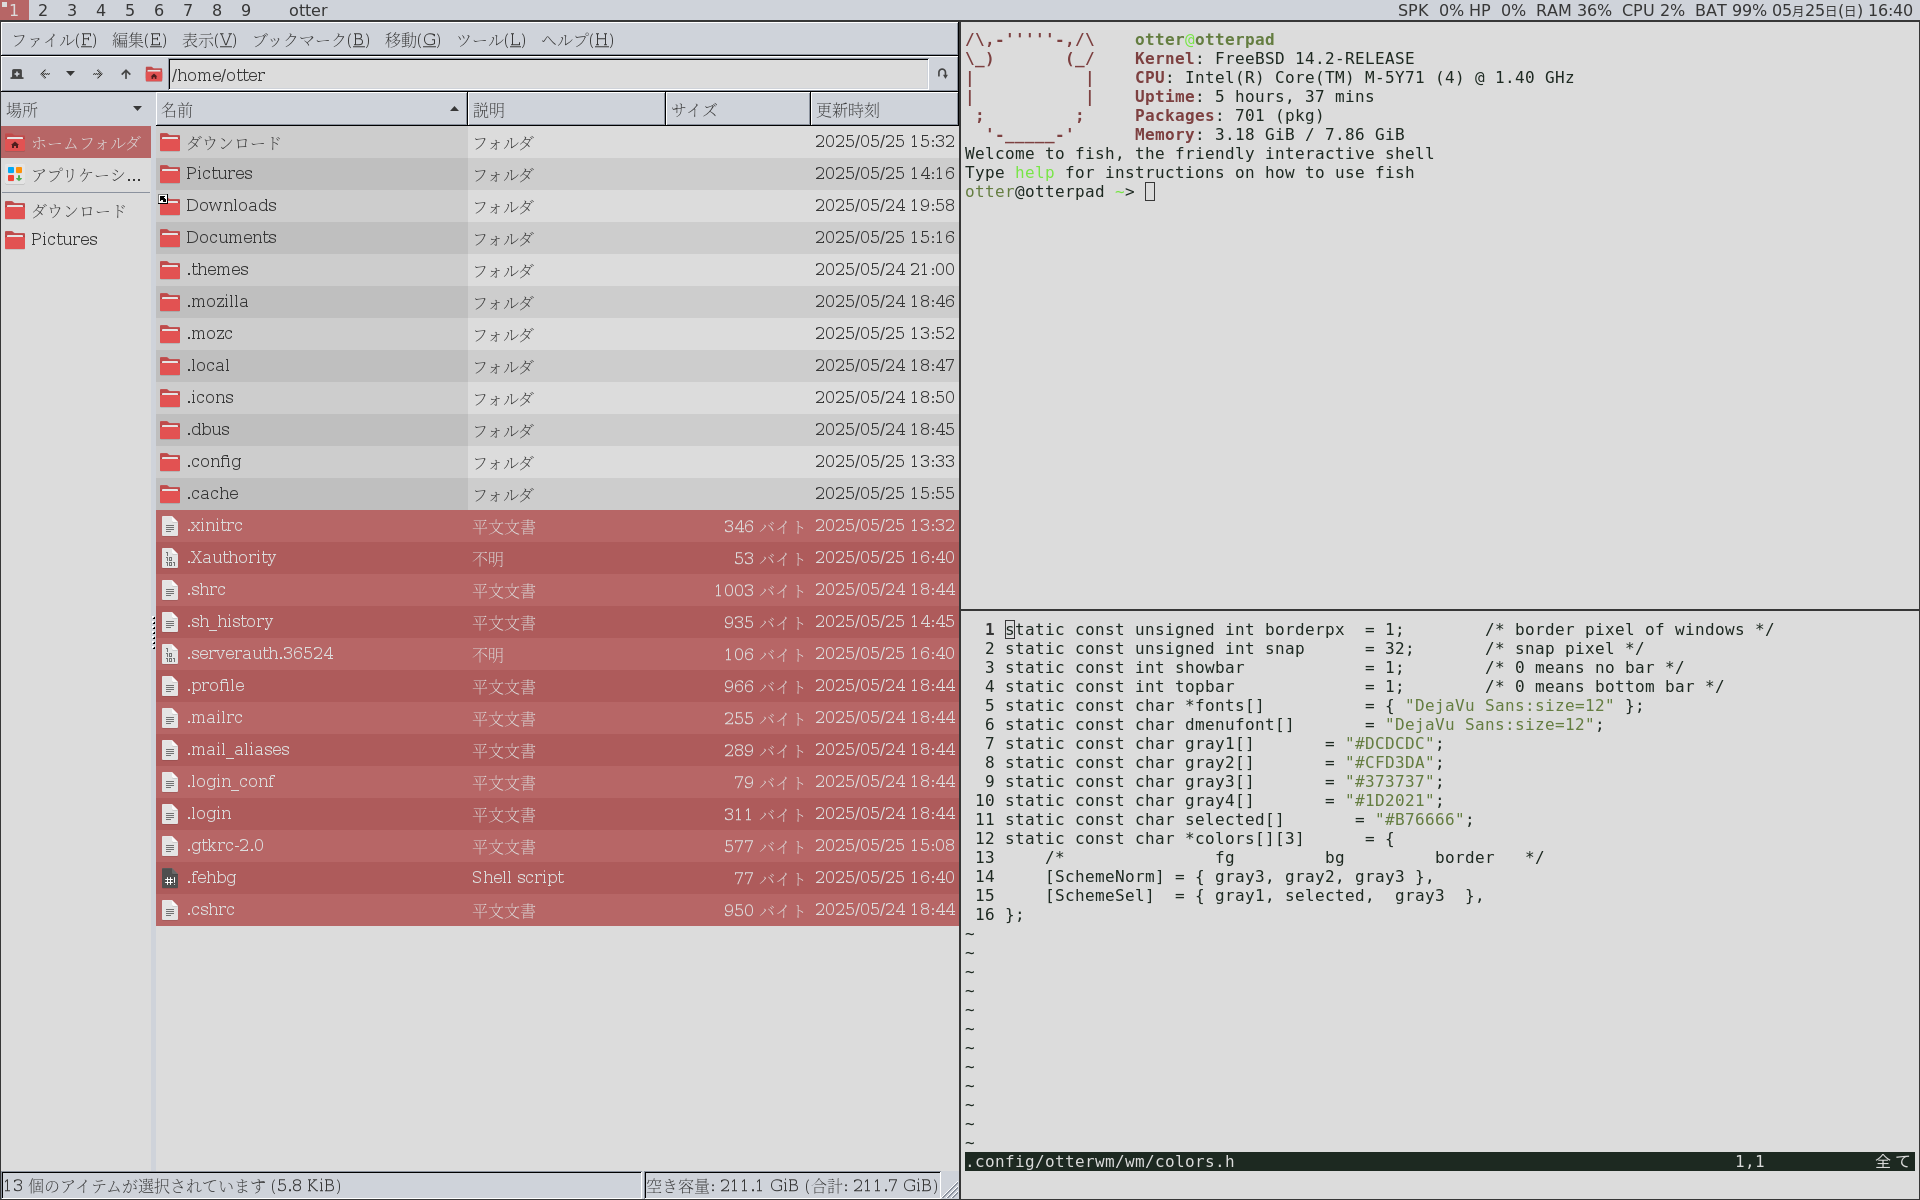 1 2 3 4 5 6 7 8 9 otter SPK 0% HP 0% RAM 36% CPU 2% BAT 99% 05月25日(日) 16:40
ファイル(F) 編集(E) 表示(V) ブックマーク(B) 移動(G) ツール(L) ヘルプ(H)
/home/otter
場所
ホームフォルダ
アプリケーシ...
ダウンロード
Pictures
名前 説明 サイズ 更新時刻
ダウンロード フォルダ 2025/05/25 15:32
Pictures フォルダ 2025/05/25 14:16
Downloads フォルダ 2025/05/24 19:58
Documents フォルダ 2025/05/25 15:16
.themes フォルダ 2025/05/24 21:00
.mozilla フォルダ 2025/05/24 18:46
.mozc フォルダ 2025/05/25 13:52
.local フォルダ 2025/05/24 18:47
.icons フォルダ 2025/05/24 18:50
.dbus フォルダ 2025/05/24 18:45
.config フォルダ 2025/05/25 13:33
.cache フォルダ 2025/05/25 15:55
.xinitrc 平文文書 346 バイト 2025/05/25 13:32
.Xauthority 不明 53 バイト 2025/05/25 16:40
.shrc 平文文書 1003 バイト 2025/05/24 18:44
.sh_history 平文文書 935 バイト 2025/05/25 14:45
.serverauth.36524 不明 106 バイト 2025/05/25 16:40
.profile 平文文書 966 バイト 2025/05/24 18:44
.mailrc 平文文書 255 バイト 2025/05/24 18:44
.mail_aliases 平文文書 289 バイト 2025/05/24 18:44
.login_conf 平文文書 79 バイト 2025/05/24 18:44
.login 平文文書 311 バイト 2025/05/24 18:44
.gtkrc-2.0 平文文書 577 バイト 2025/05/25 15:08
.fehbg Shell script 77 バイト 2025/05/25 16:40
.cshrc 平文文書 950 バイト 2025/05/24 18:44
13 個のアイテムが選択されています (5.8 KiB) 空き容量: 211.1 GiB (合計: 211.7 GiB)
/\,-'''''-,/\ otter@otterpad
\_)       (_/ Kernel: FreeBSD 14.2-RELEASE
|           | CPU: Intel(R) Core(TM) M-5Y71 (4) @ 1.40 GHz
|           | Uptime: 5 hours, 37 mins
 ;         ; Packages: 701 (pkg)
  '-_____-' Memory: 3.18 GiB / 7.86 GiB
Welcome to fish, the friendly interactive shell
Type help for instructions on how to use fish
otter@otterpad ~>
1 static const unsigned int borderpx = 1; /* border pixel of windows */
2 static const unsigned int snap = 32; /* snap pixel */
3 static const int showbar = 1; /* 0 means no bar */
4 static const int topbar = 1; /* 0 means bottom bar */
5 static const char *fonts[] = { "DejaVu Sans:size=12" };
6 static const char dmenufont[] = "DejaVu Sans:size=12";
7 static const char gray1[] = "#DCDCDC";
8 static const char gray2[] = "#CFD3DA";
9 static const char gray3[] = "#373737";
10 static const char gray4[] = "#1D2021";
11 static const char selected[] = "#B76666";
12 static const char *colors[][3] = {
13 /* fg bg border */
14 [SchemeNorm] = { gray3, gray2, gray3 },
15 [SchemeSel] = { gray1, selected, gray3 },
16 };
~
~
~
~
~
~
~
~
~
~
~
~
.config/otterwm/wm/colors.h 1,1 全て